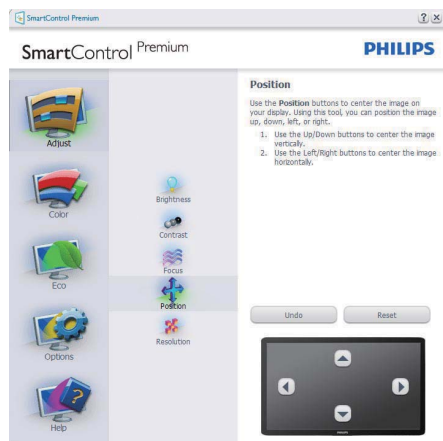 SmartControl Premium
SmartControl Premium
PHILIPS
Adjust
Color
Eco
Options
Help
Brightness
Contrast
Focus
Position
Resolution
Position
Use the Position buttons to center the image on
your display. Using this tool, you can position the image
up, down, left, or right.
1. Use the Up/Down buttons to center the image
vertically.
2. Use the Left/Right buttons to center the image
horizontally.
Undo
Reset
PHILIPS